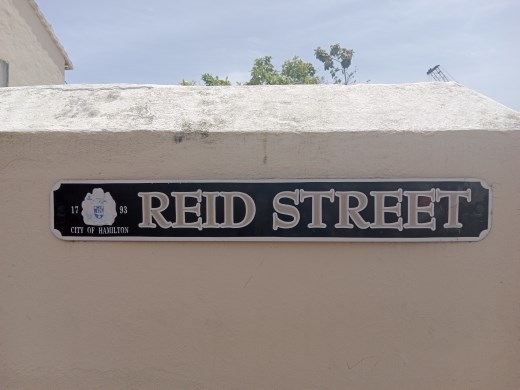 17 93
CITY OF HAMILTON
REID STREET